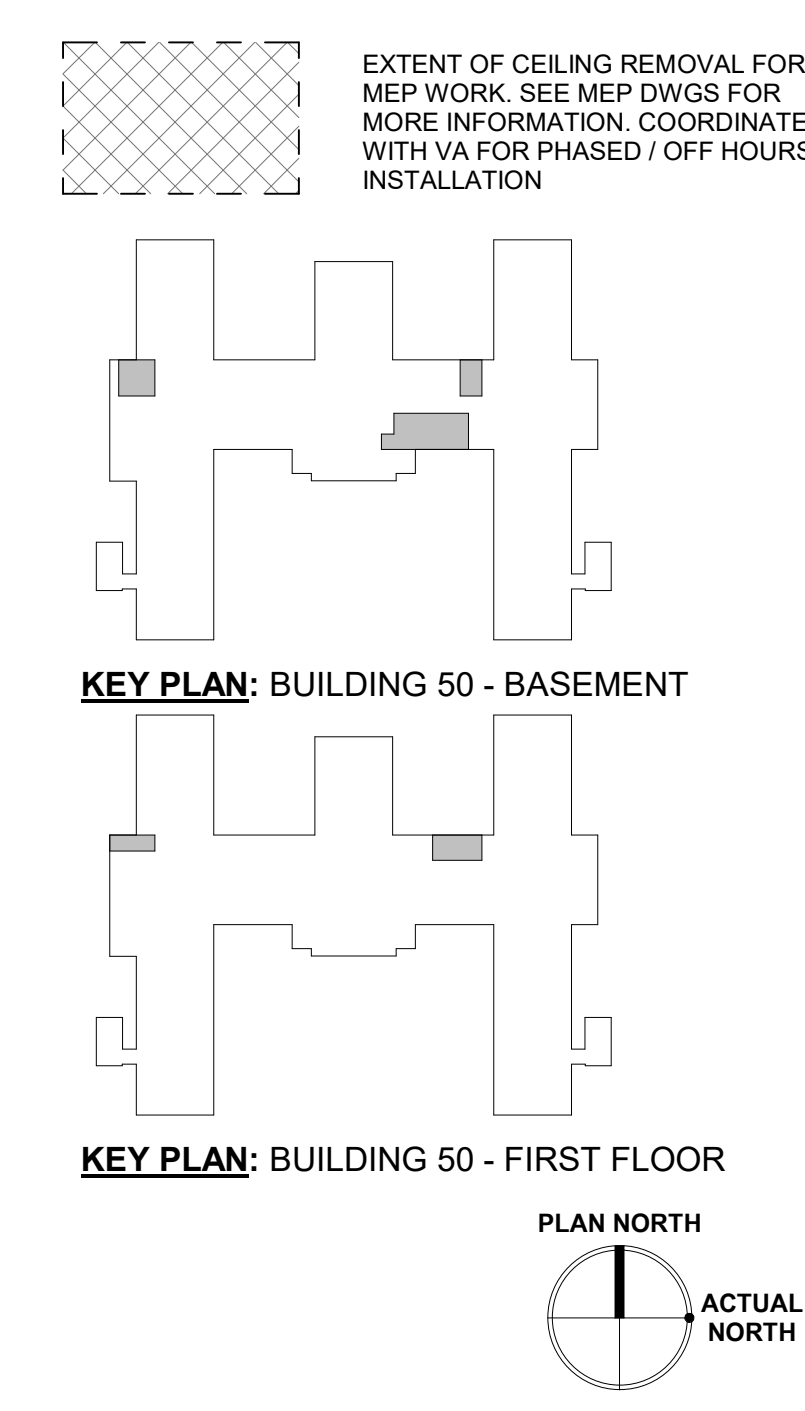 EXTENT OF CEILING REMOVAL FOR
MEP WORK. SEE MEP DWGS FOR
MORE INFORMATION. COORDINATE
WITH VA FOR PHASED / OFF HOURS
INSTALLATION
KEY PLAN: BUILDING 50 - BASEMENT
KEY PLAN: BUILDING 50 - FIRST FLOOR
PLAN NORTH
ACTUAL
NORTH